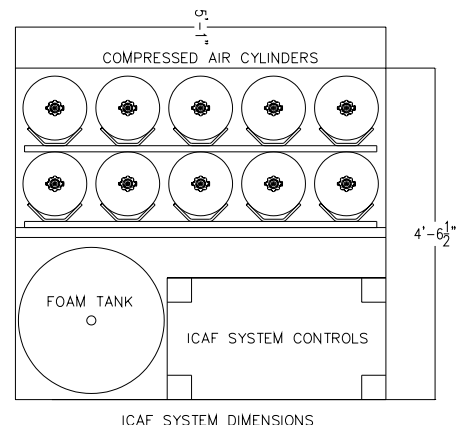 5'-1"
COMPRESSED AIR CYLINDERS
4'-6½"
FOAM TANK
ICAF SYSTEM CONTROLS
ICAF SYSTEM DIMENSIONS